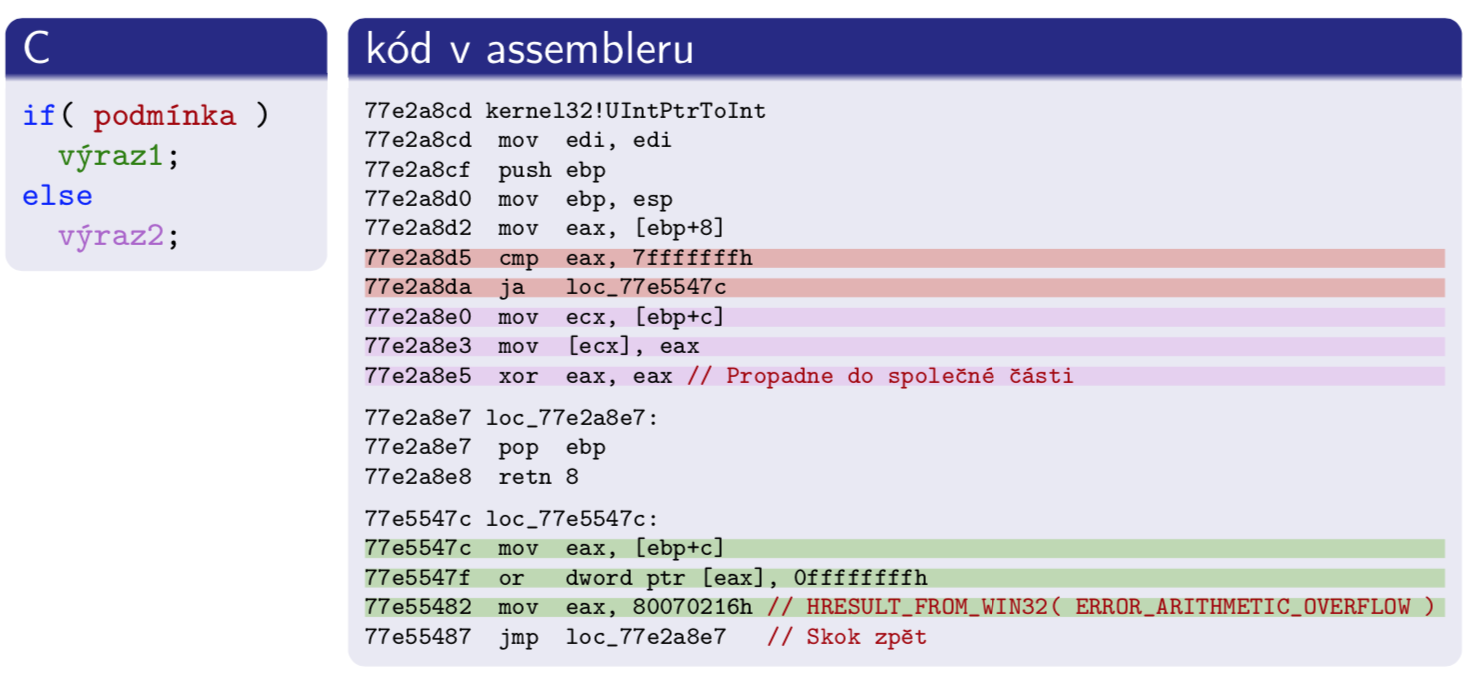 C
if( podmínka )
výraz1;
else
výraz2;
kód v assembleru
77e2a8cd kernel32!UIntPtrToInt
77e2a8cd mov edi, edi
77e2a8cf push ebp
77e2a8d0 mov ebp, esp
77e2a8d2 mov eax, [ebp+8]
77e2a8d5 cmp eax, 7fffffffh
77e2a8da ja loc_77e5547c
77e2a8e0 mov ecx, [ebp+c]
77e2a8e3 mov [ecx], eax
77e2a8e5 xor eax, eax // Propadne do společné části
77e2a8e7 loc_77e2a8e7:
77e2a8e7 pop ebp
77e2a8e8 retn 8
77e5547c loc_77e5547c:
77e5547c mov eax, [ebp+c]
77e5547f or dword ptr [eax], 0ffffffffh
77e55482 mov eax, 80070216h // HRESULT_FROM_WIN32( ERROR_ARITHMETIC_OVERFLOW )
77e55487 jmp loc_77e2a8e7 // Skok zpět